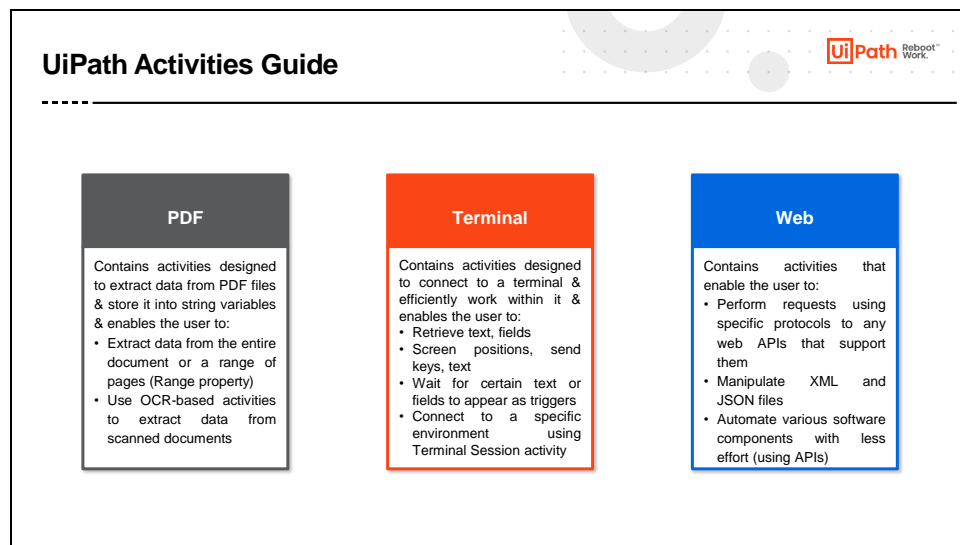 UiPath Activities Guide
UiPath Reboot™
Work.
PDF
Contains activities designed
to extract data from PDF files
& store it into string variables
& enables the user to:
• Extract data from the entire
document or a range of
pages (Range property)
• Use OCR-based activities
to extract data from
scanned documents
Terminal
Contains activities designed
to connect to a terminal &
efficiently work within it &
enables the user to:
• Retrieve text, fields
• Screen positions, send
keys, text
• Wait for certain text or
fields to appear as triggers
• Connect to a specific
environment using
Terminal Session activity
Web
Contains activities that
enable the user to:
• Perform requests using
specific protocols to any
web APIs that support
them
• Manipulate XML and
JSON files
• Automate various software
components with less
effort (using APIs)